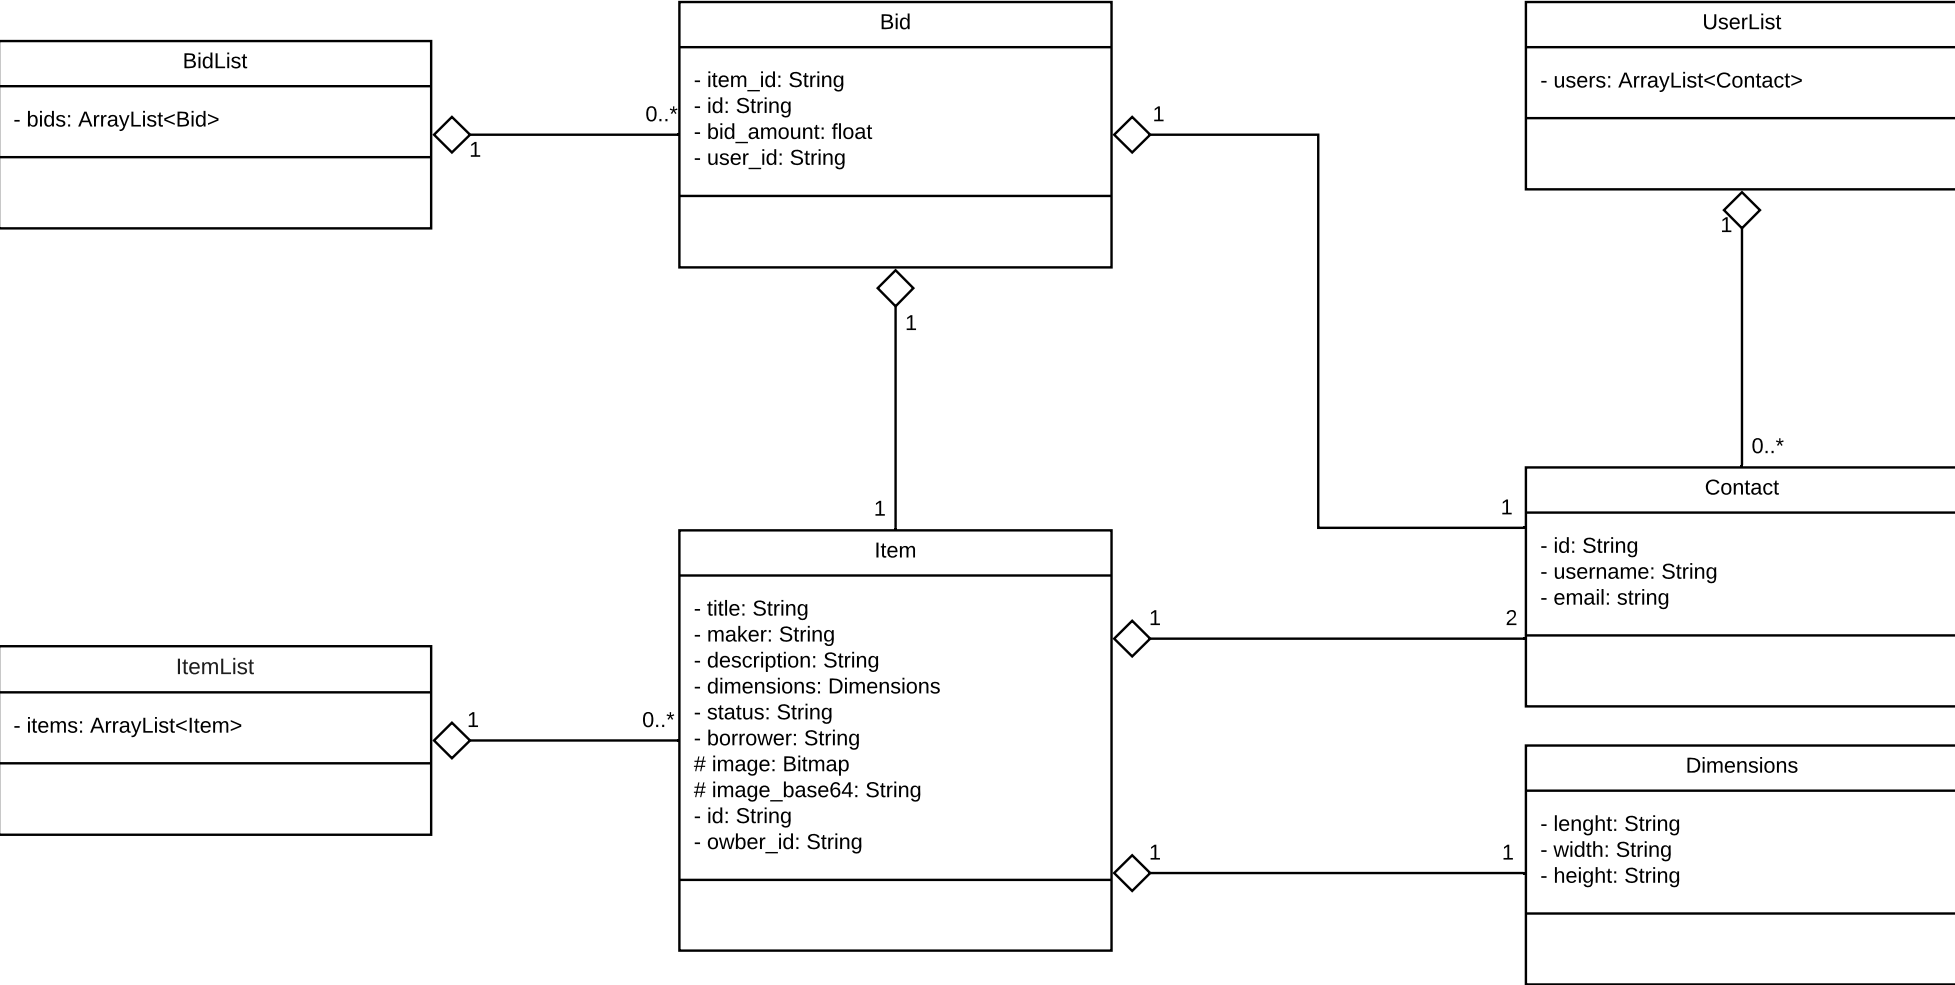 BidList
- bids: ArrayList<Bid>
1
0..*
Bid
- item_id: String
- id: String
- bid_amount: float
- user_id: String
1
1
UserList
- users: ArrayList<Contact>
1
0..*
1
Contact
- id: String
- username: String
- email: string
1
Item
- title: String
- maker: String
- description: String
- dimensions: Dimensions
- status: String
- borrower: String
# image: Bitmap
# image_base64: String
- id: String
- owber_id: String
1
2
ItemList
- items: ArrayList<Item>
1
0..*
1
1
Dimensions
- lenght: String
- width: String
- height: String